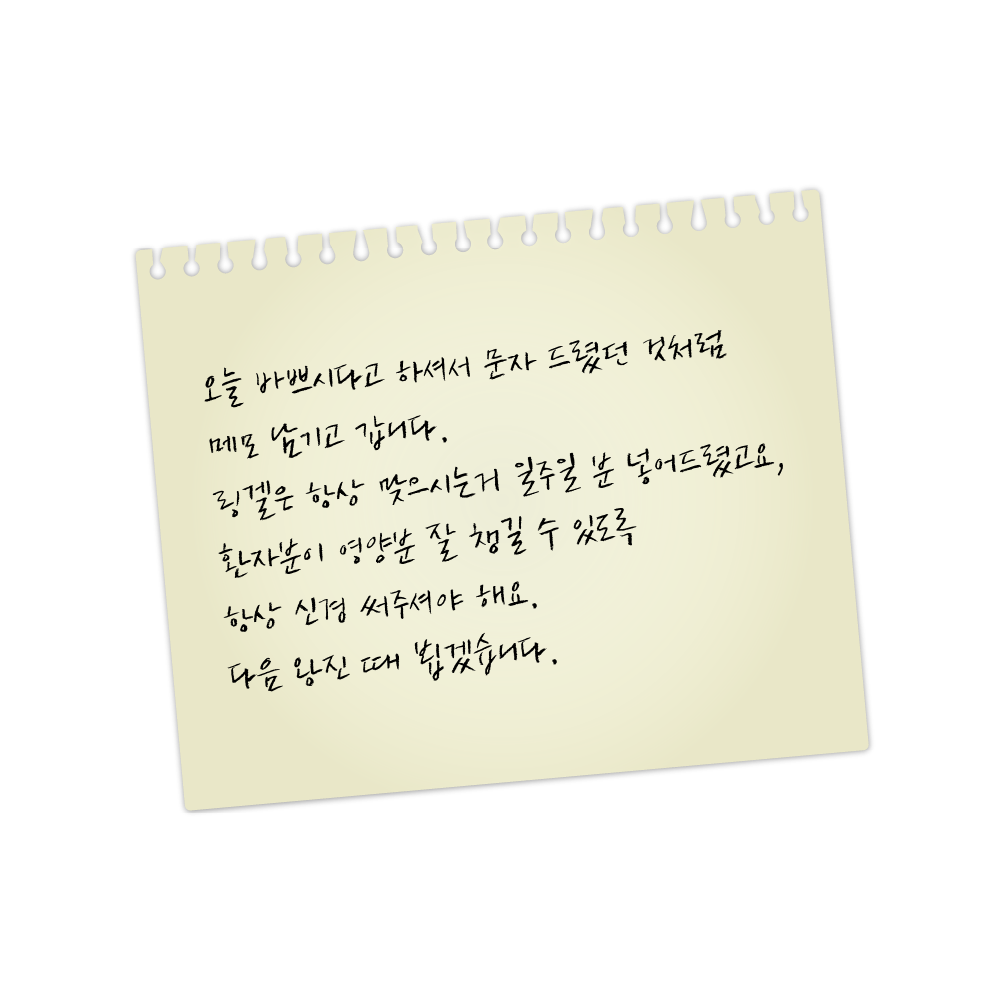 오늘 바쁘시다고 하셔서 문자 드렸던 것처럼
메모 남기고 갑니다.
링겔은 항상 맞으시는거 일주일 분 넣어드렸고요,
환자분이 영양분 잘 챙길 수 있도록
항상 신경 써주셔야 해요.
다음 왕진 때 뵙겠습니다.